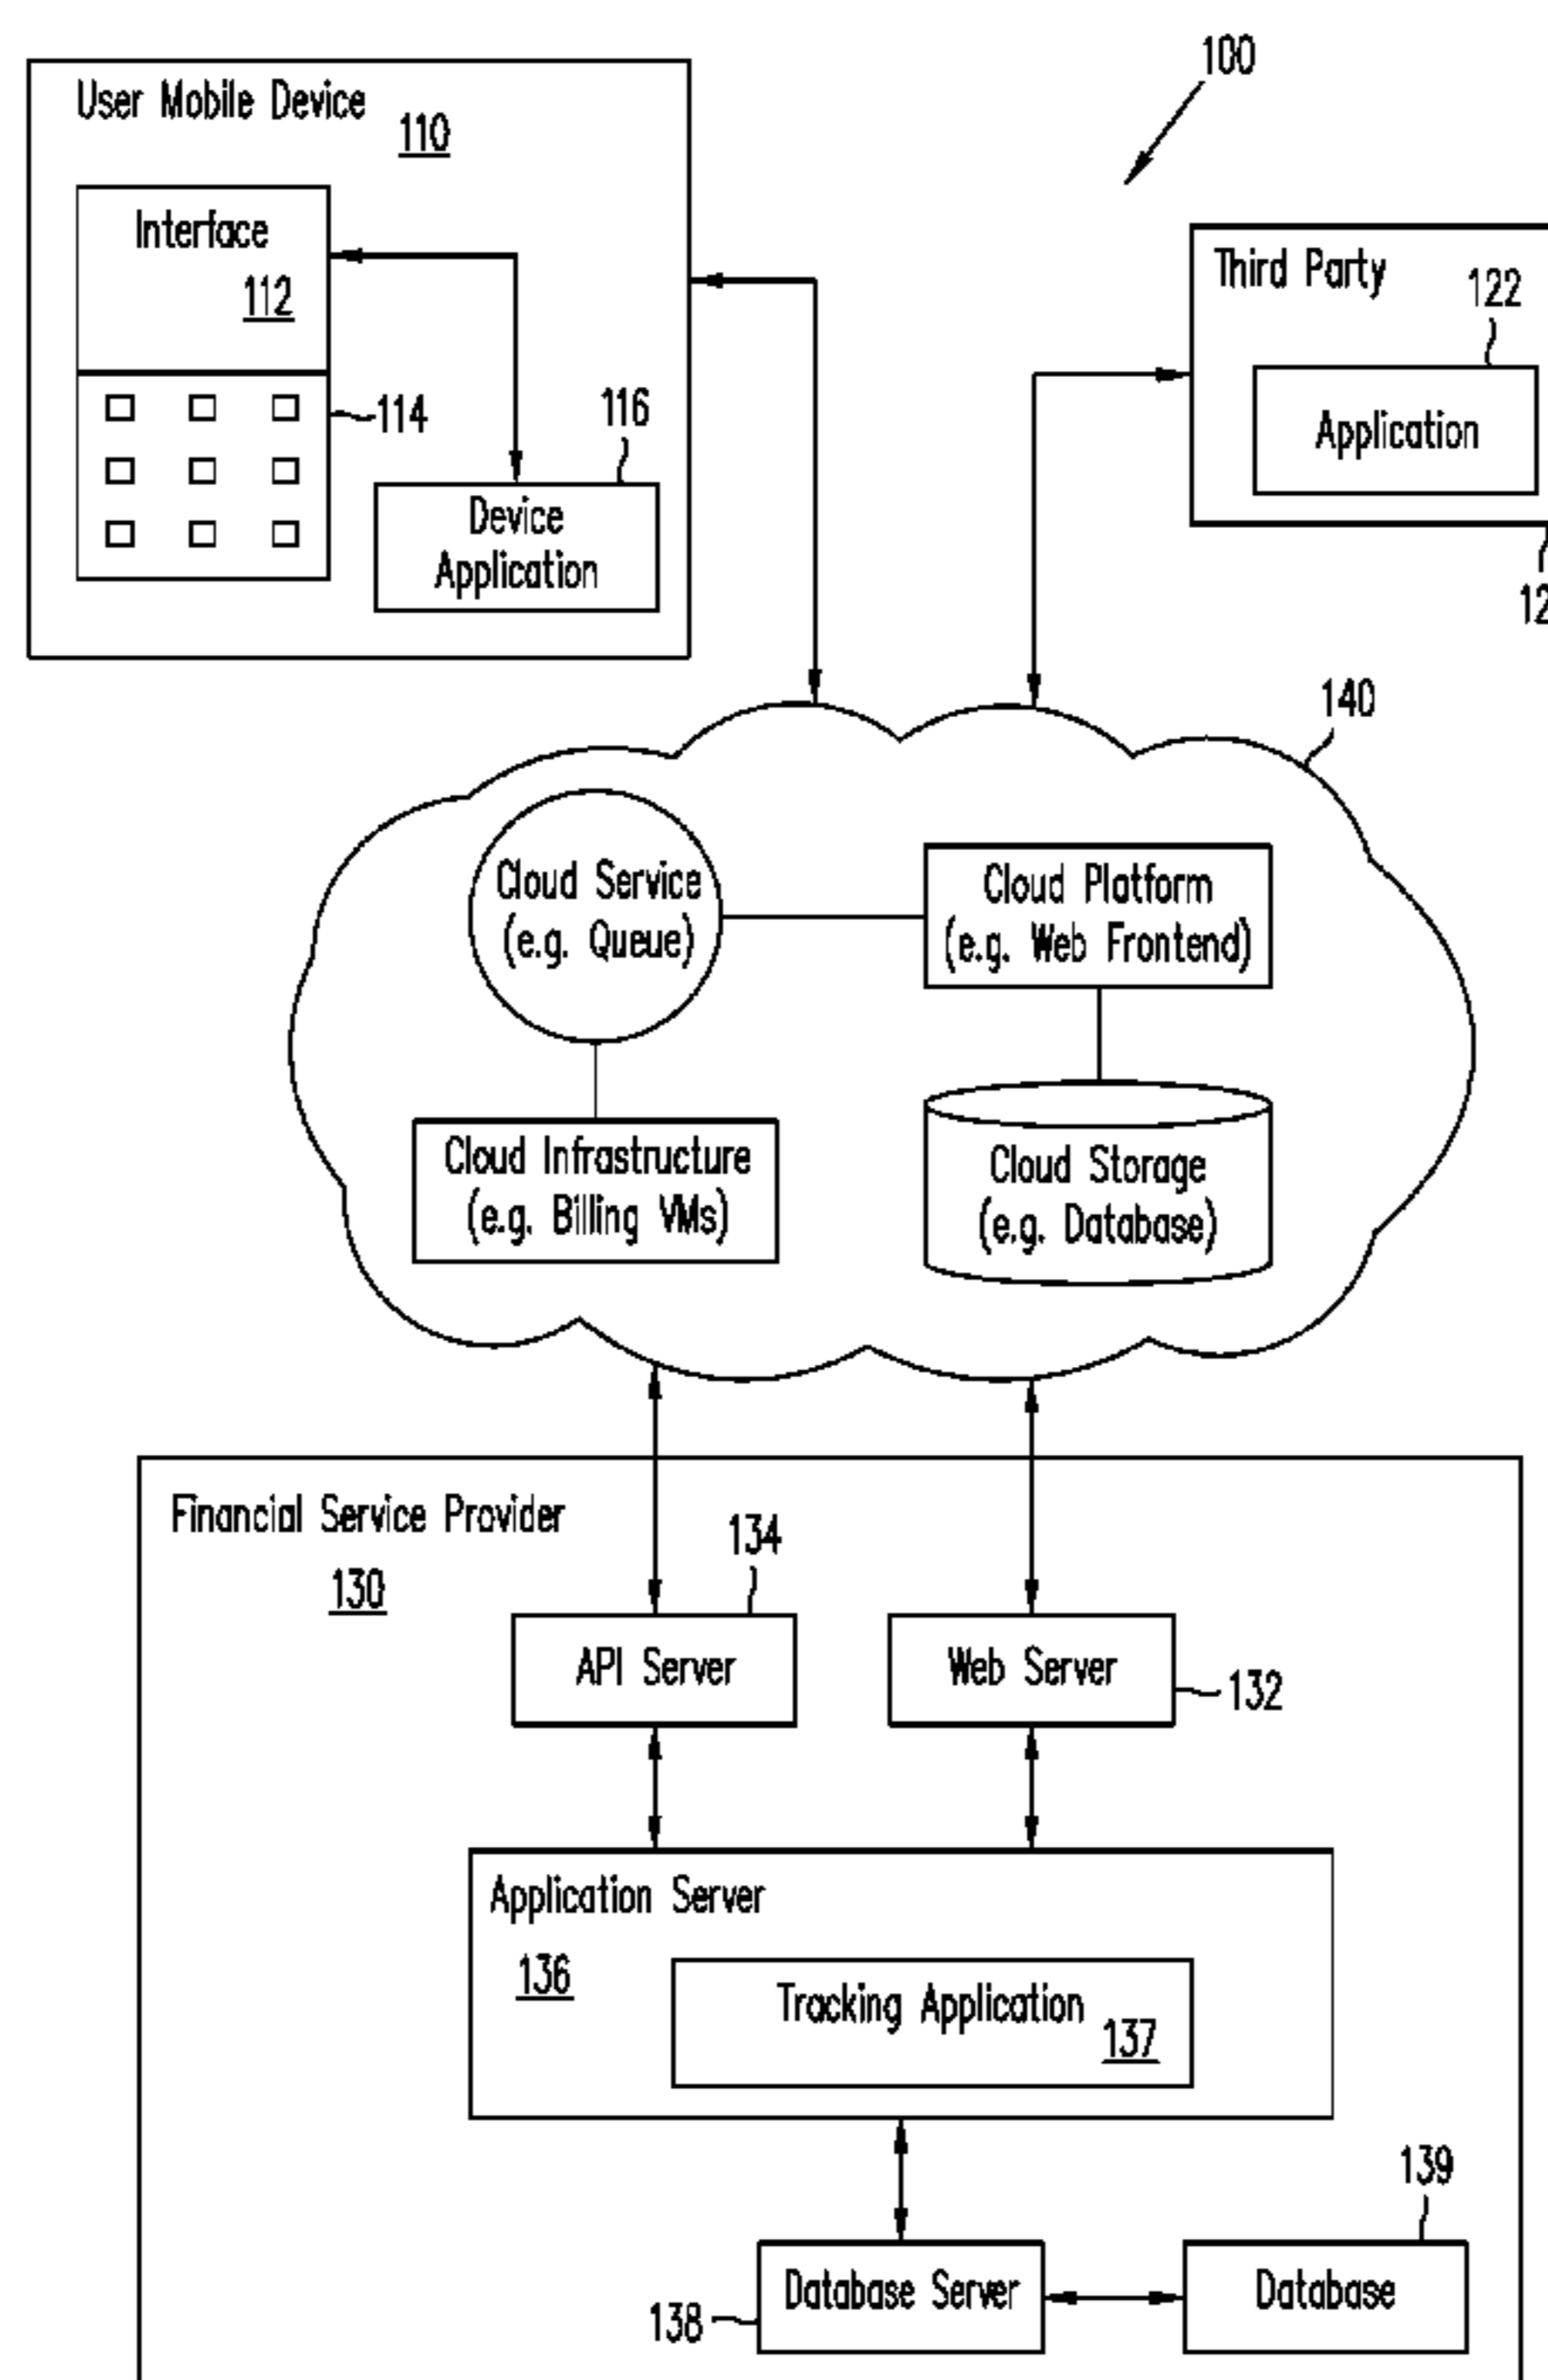 100
User Mobile Device
110
Interface
112
114
116
Device
Application
Third Party
122
Application
140
Cloud Service
(e.g. Queue)
Cloud Platform
(e.g. Web Frontend)
Cloud Infrastructure
(e.g. Billing VMs)
Cloud Storage
(e.g. Database)
Financial Service Provider
130
134
API Server
Web Server
132
Application Server
136
Tracking Application
137
139
Database Server
138
Database